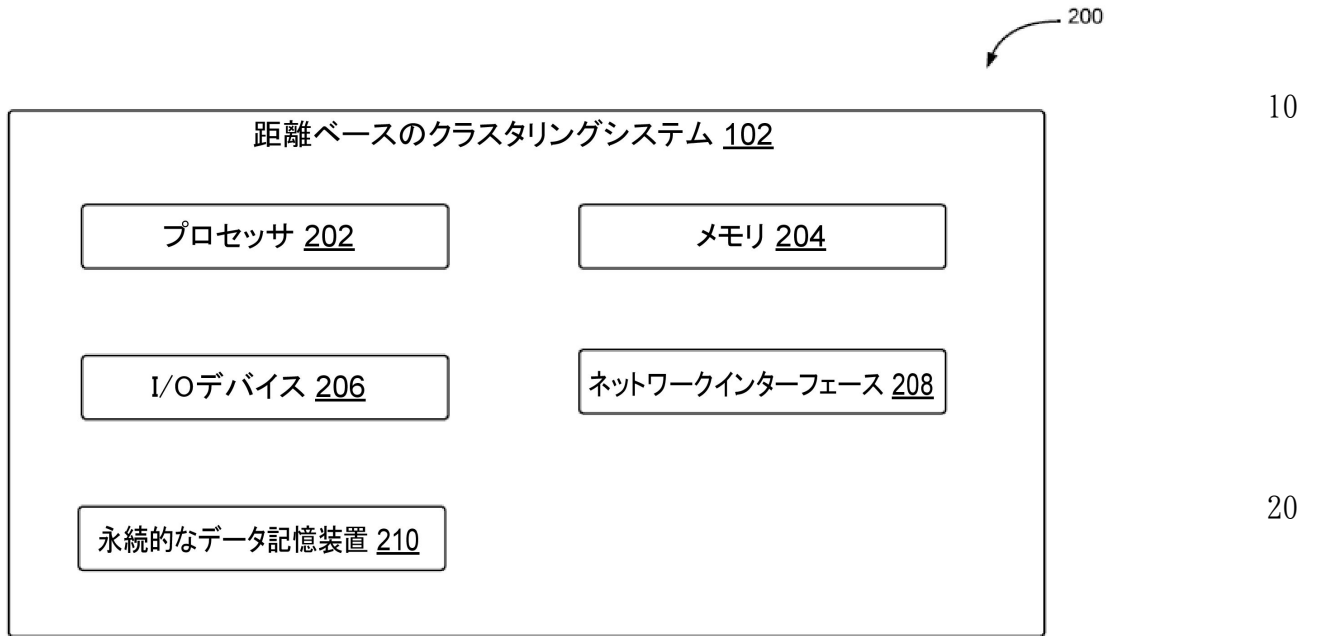 200
10
距離ベースのクラスタリングシステム 102
プロセッサ 202
メモリ 204
I/Oデバイス 206
ネットワークインターフェース 208
20
永続的なデータ記憶装置 210